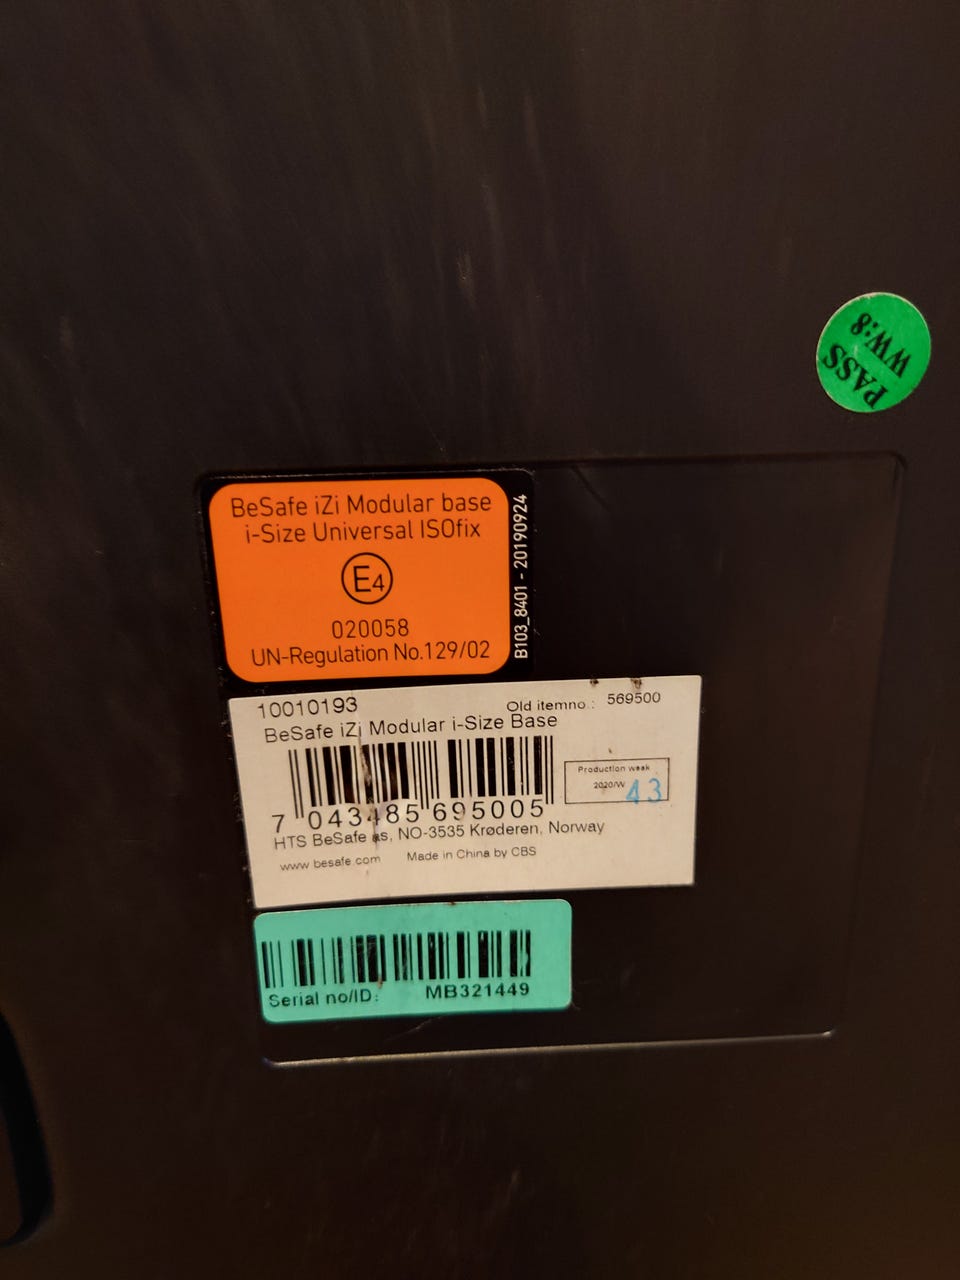 PASS
WW:8
BeSafe iZi Modular base
i-Size Universal ISOfix
E4
020058
UN-Regulation No.129/02
B103_8401 - 20190924
10010193 Old itemno.: 569500
BeSafe iZi Modular i-Size Base
Production week
2020/W 43
7 043485 695005
HTS BeSafe as, NO-3535 Krøderen, Norway
www.besafe.com Made in China by CBS
Serial no/ID: MB321449